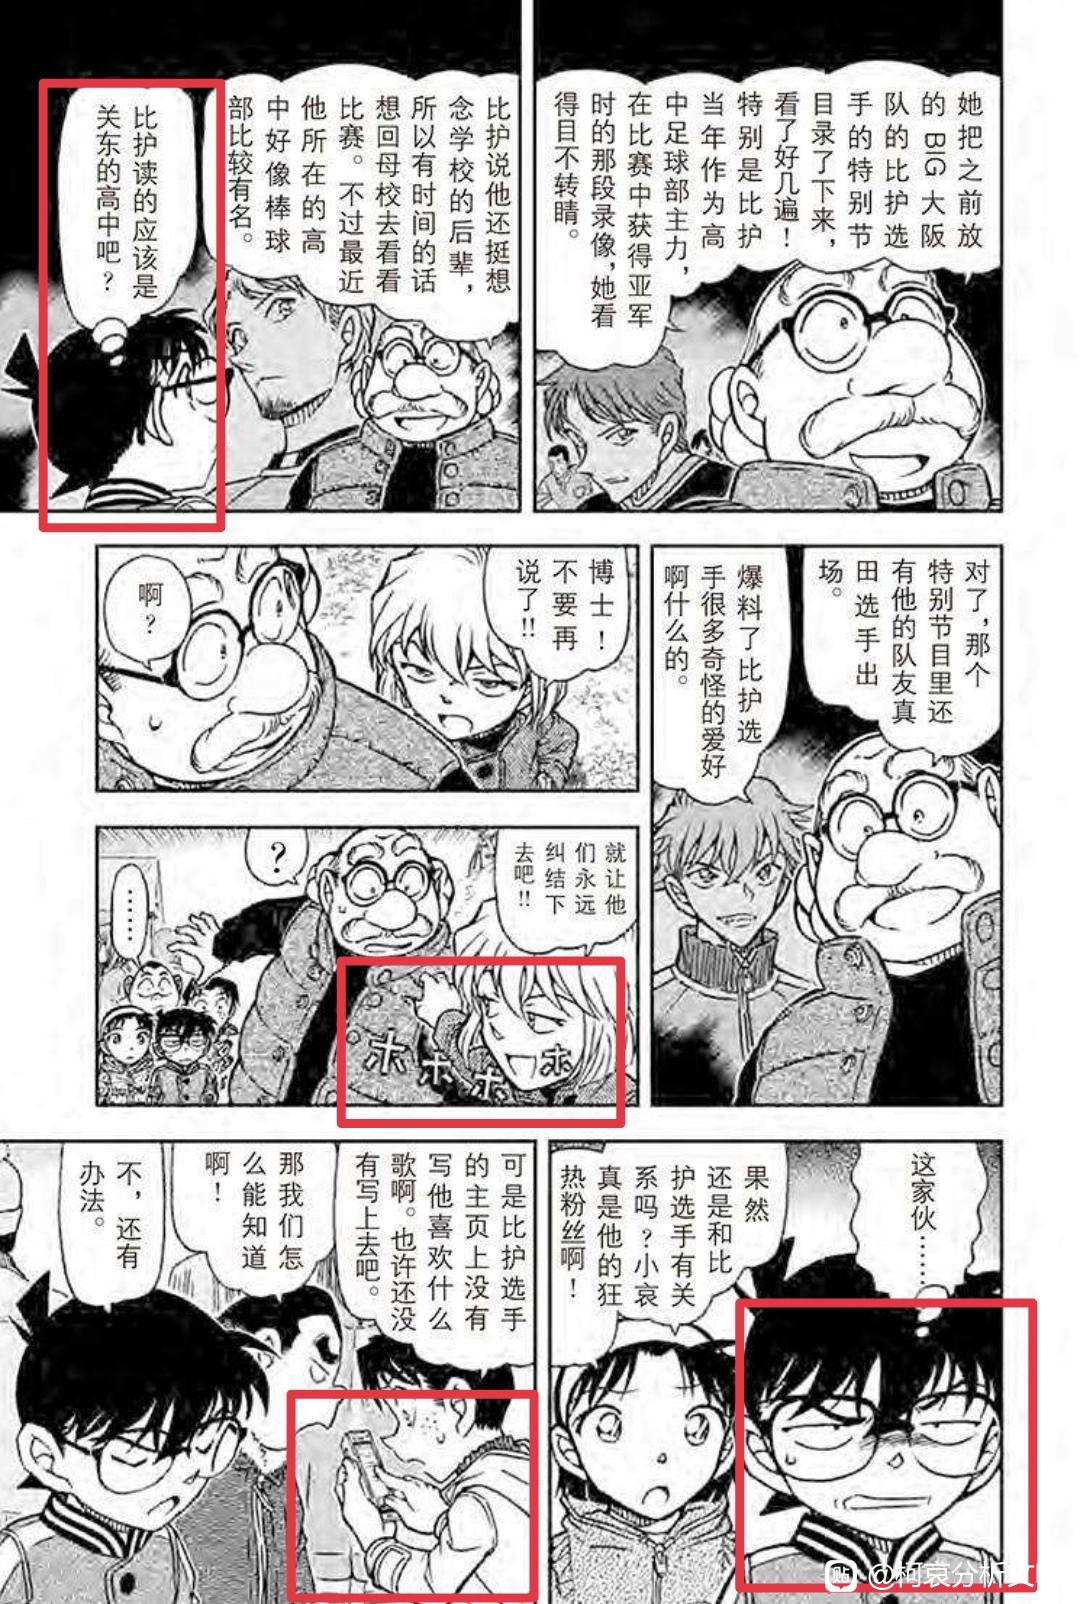 她把之前放
的 BIG 大阪
队的比护选
手的特别节
目录了下来，
看了好几遍！
特别是比护
当年作为高
中足球部主力，
在比赛中获得亚军
时的那段录像，她看
得目不转睛。
比护说他还挺想
念学校的后辈，
所以有时间的话
想回母校去看看
比赛。不过最近
他所在的高
中好像棒球
部比较有名。
比护读的应该是
关东的高中吧？
对了，那个
特别节目里还
有他的队友真
田选手出
场。
爆料了比护选
手很多奇怪的爱好
啊什么的。
博士！
不要再
说了!!
啊？
就让他
们永远
纠结下
去吧!!
？
……
ホホホホ
这家伙……
果然
还是和比
护选手有关
系吗？小哀
真是他的狂
热粉丝啊！
可是比护选手
的主页上没有
写他喜欢什么
歌啊。也许还没
有写上去吧。
那我们怎
么能知道
啊！
不，还有
办法。
贴 @柯哀分析文